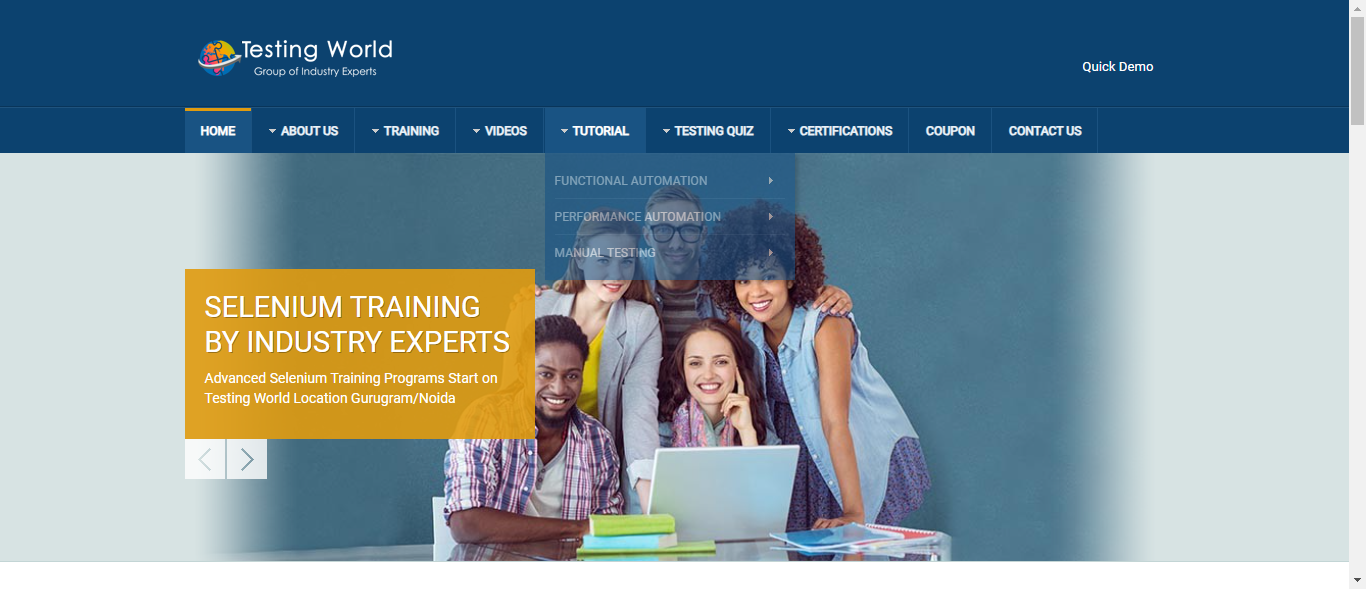 Testing World
Group of Industry Experts
Quick Demo
HOME
ABOUT US
TRAINING
VIDEOS
TUTORIAL
TESTING QUIZ
CERTIFICATIONS
COUPON
CONTACT US
FUNCTIONAL AUTOMATION
PERFORMANCE AUTOMATION
MANUAL TESTING
SELENIUM TRAINING
BY INDUSTRY EXPERTS
Advanced Selenium Training Programs Start on
Testing World Location Gurugram/Noida